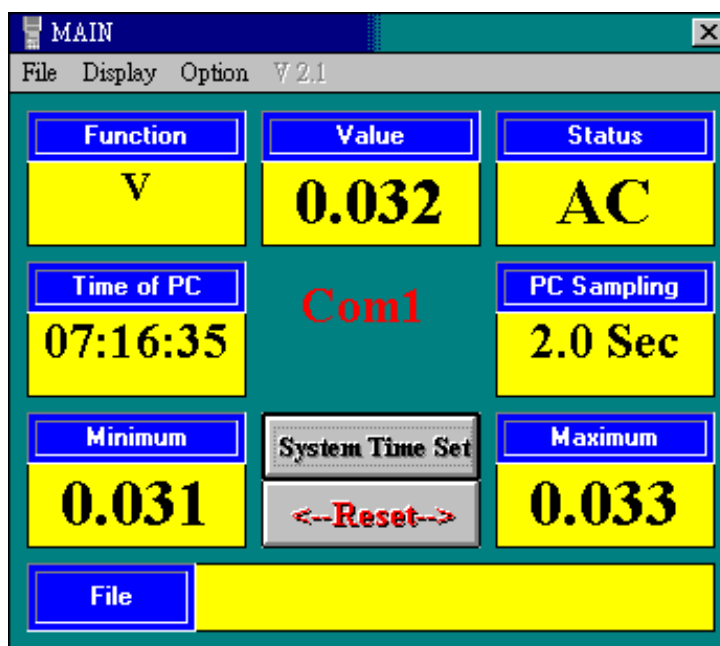 MAIN
File Display Option V 2.1
Function Value Status
V 0.032 AC
Time of PC Com1 PC Sampling
07:16:35 2.0 Sec
Minimum System Time Set Maximum
0.031 <--Reset--> 0.033
File